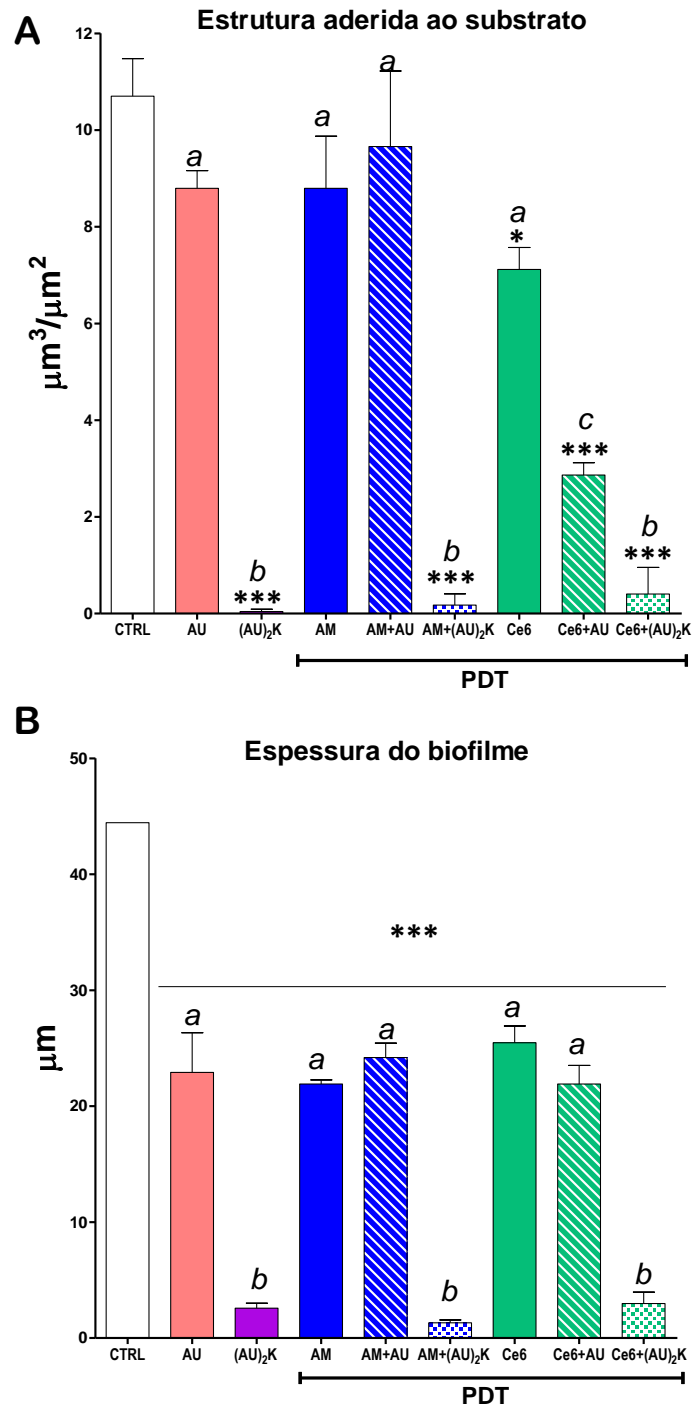 A
Estrutura aderida ao substrato
12
10
8
6
4
2
0
μm³/μm²
a
b
***
a
a
b
***
a
*
c
***
b
***
CTRL AU (AU)₂K AM AM+AU AM+(AU)₂K Ce6 Ce6+AU Ce6+(AU)₂K
PDT
B
Espessura do biofilme
50
40
30
20
10
0
μm
***
a
b
a
a
b
a
a
b
CTRL AU (AU)₂K AM AM+AU AM+(AU)₂K Ce6 Ce6+AU Ce6+(AU)₂K
PDT